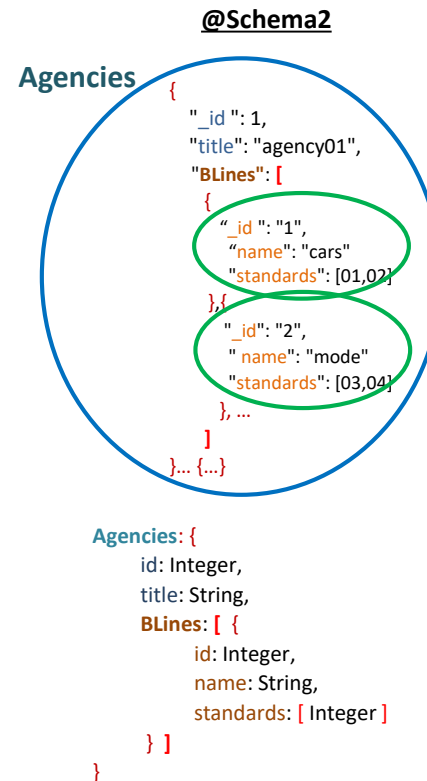 @Schema2
Agencies
{
"_id ": 1,
"title": "agency01",
"BLines": [
{
“_id ": "1",
“name": "cars"
"standards": [01,02]
},{
"_id": "2",
" name": "mode"
"standards": [03,04]
}, ...
]
}... {...}
Agencies: {
id: Integer,
title: String,
BLines: [ {
id: Integer,
name: String,
standards: [ Integer ]
} ]
}